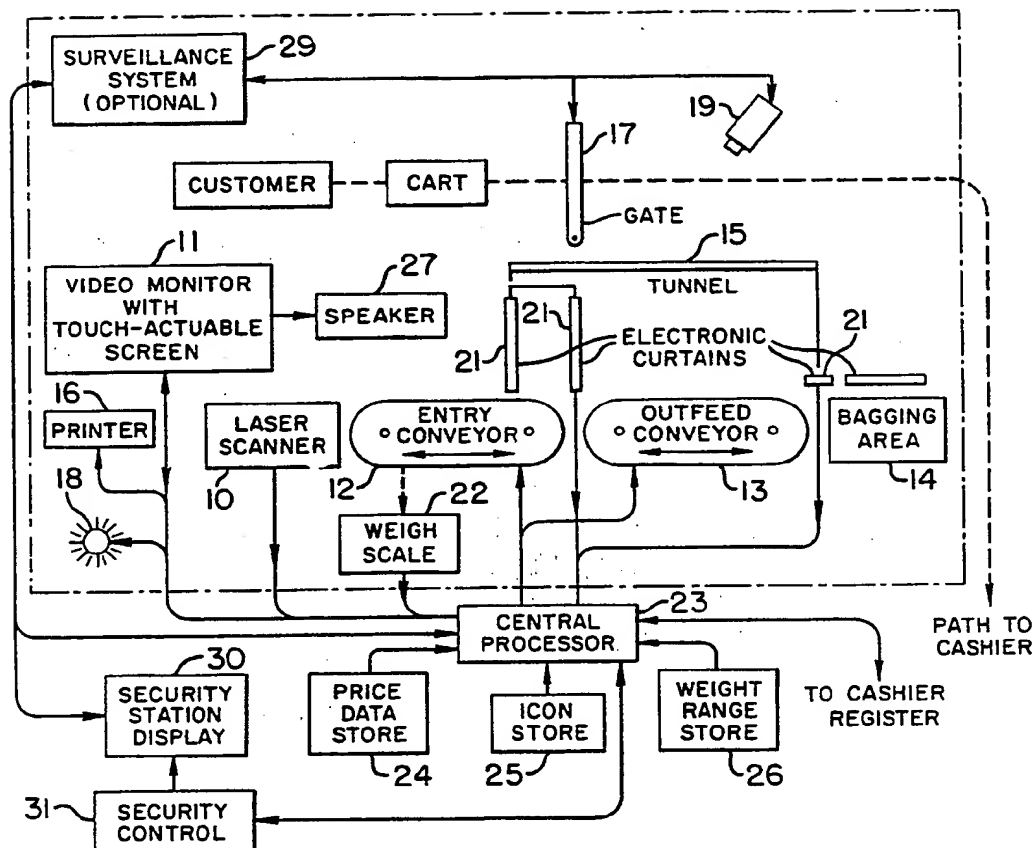 SURVEILLANCE
SYSTEM
(OPTIONAL)
29
19
17
CUSTOMER
CART
GATE
11
VIDEO MONITOR
WITH
TOUCH-ACTUABLE
SCREEN
27
SPEAKER
15
TUNNEL
21
21
ELECTRONIC
CURTAINS
21
16
PRINTER
LASER
SCANNER
10
ENTRY
CONVEYOR
12
OUTFEED
CONVEYOR
13
BAGGING
AREA
14
18
22
WEIGH
SCALE
23
CENTRAL
PROCESSOR
PATH TO
CASHIER
30
SECURITY
STATION
DISPLAY
PRICE
DATA
STORE
24
ICON
STORE
25
WEIGHT
RANGE
STORE
26
TO CASHIER
REGISTER
31
SECURITY
CONTROL